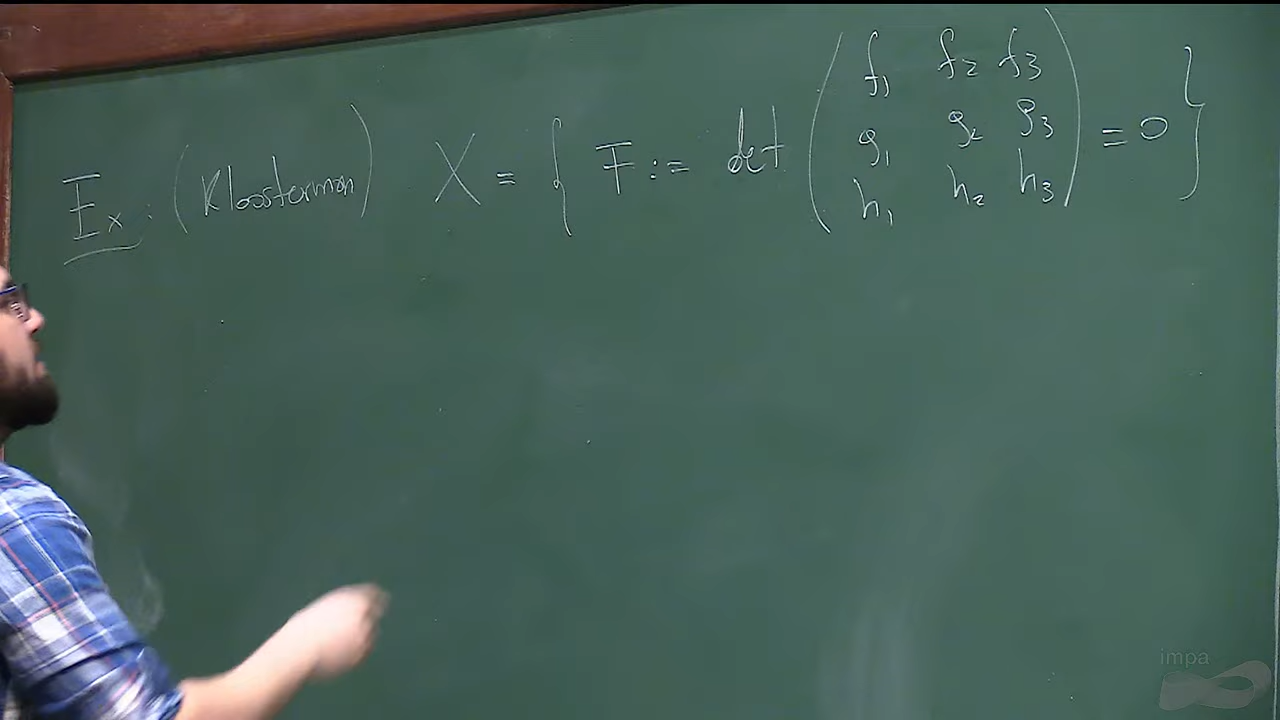 Ex: (Kloosterman) X = { F := det ( f₁ f₂ f₃
g₁ g₂ g₃
h₁ h₂ h₃ ) = 0 }
impa